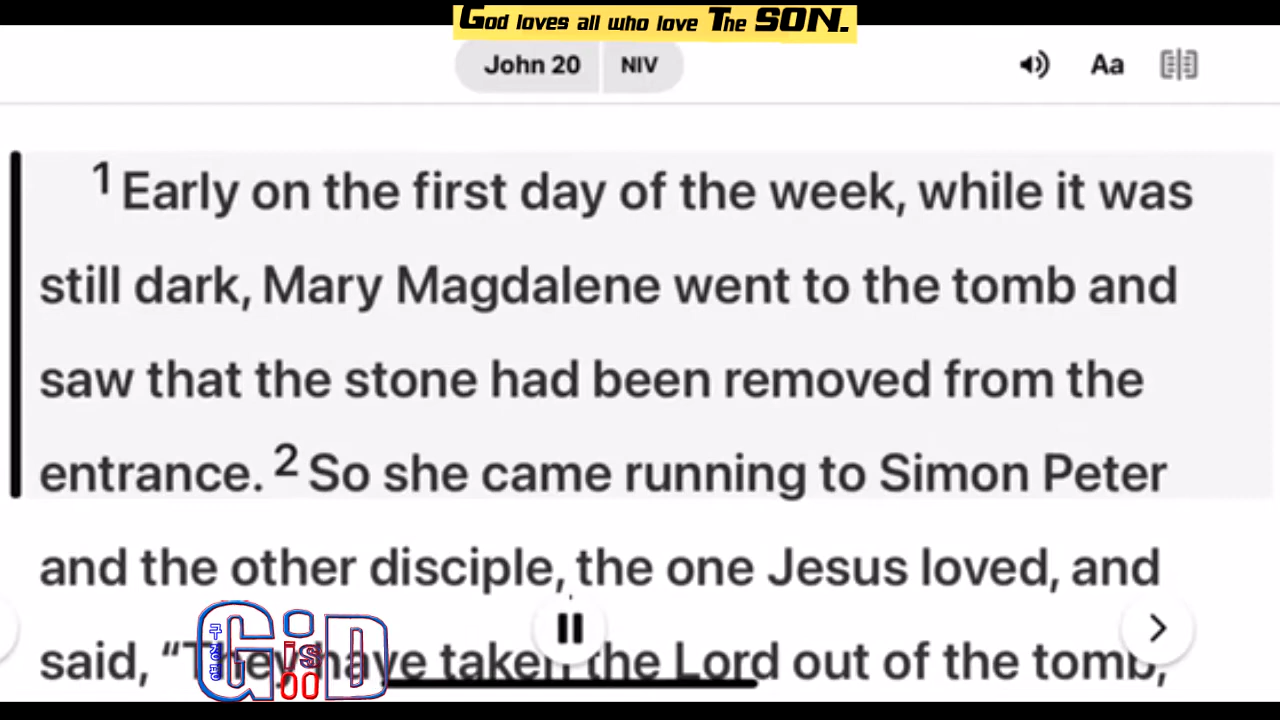 God loves all who love The SON.
John 20 NIV Aa
1 Early on the first day of the week, while it was
still dark, Mary Magdalene went to the tomb and
saw that the stone had been removed from the
entrance. 2 So she came running to Simon Peter
and the other disciple, the one Jesus loved, and
said, “They have taken the Lord out of the tomb,
GOD
is